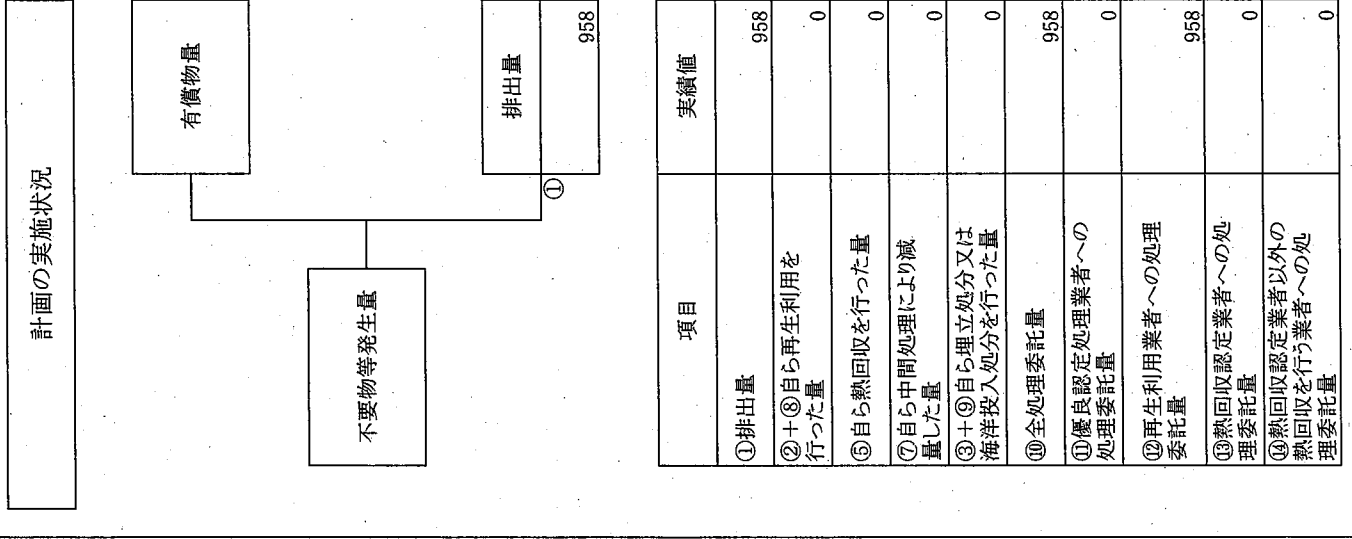 計画の実施状況
不要物等発生量
有償物量
排出量
①
958
項目
実績値
①排出量
958
②+⑧自ら再生利用を
行った量
0
⑤自ら熱回収を行った量
0
⑦自ら中間処理により減
量した量
0
③+⑨自ら埋立処分又は
海洋投入処分を行った量
0
⑩全処理委託量
958
⑪優良認定処理業者への
処理委託量
0
⑫再生利用業者への処理
委託量
958
⑬熱回収認定業者への処
理委託量
0
⑭熱回収認定業者以外の
熱回収を行う業者への処
理委託量
0